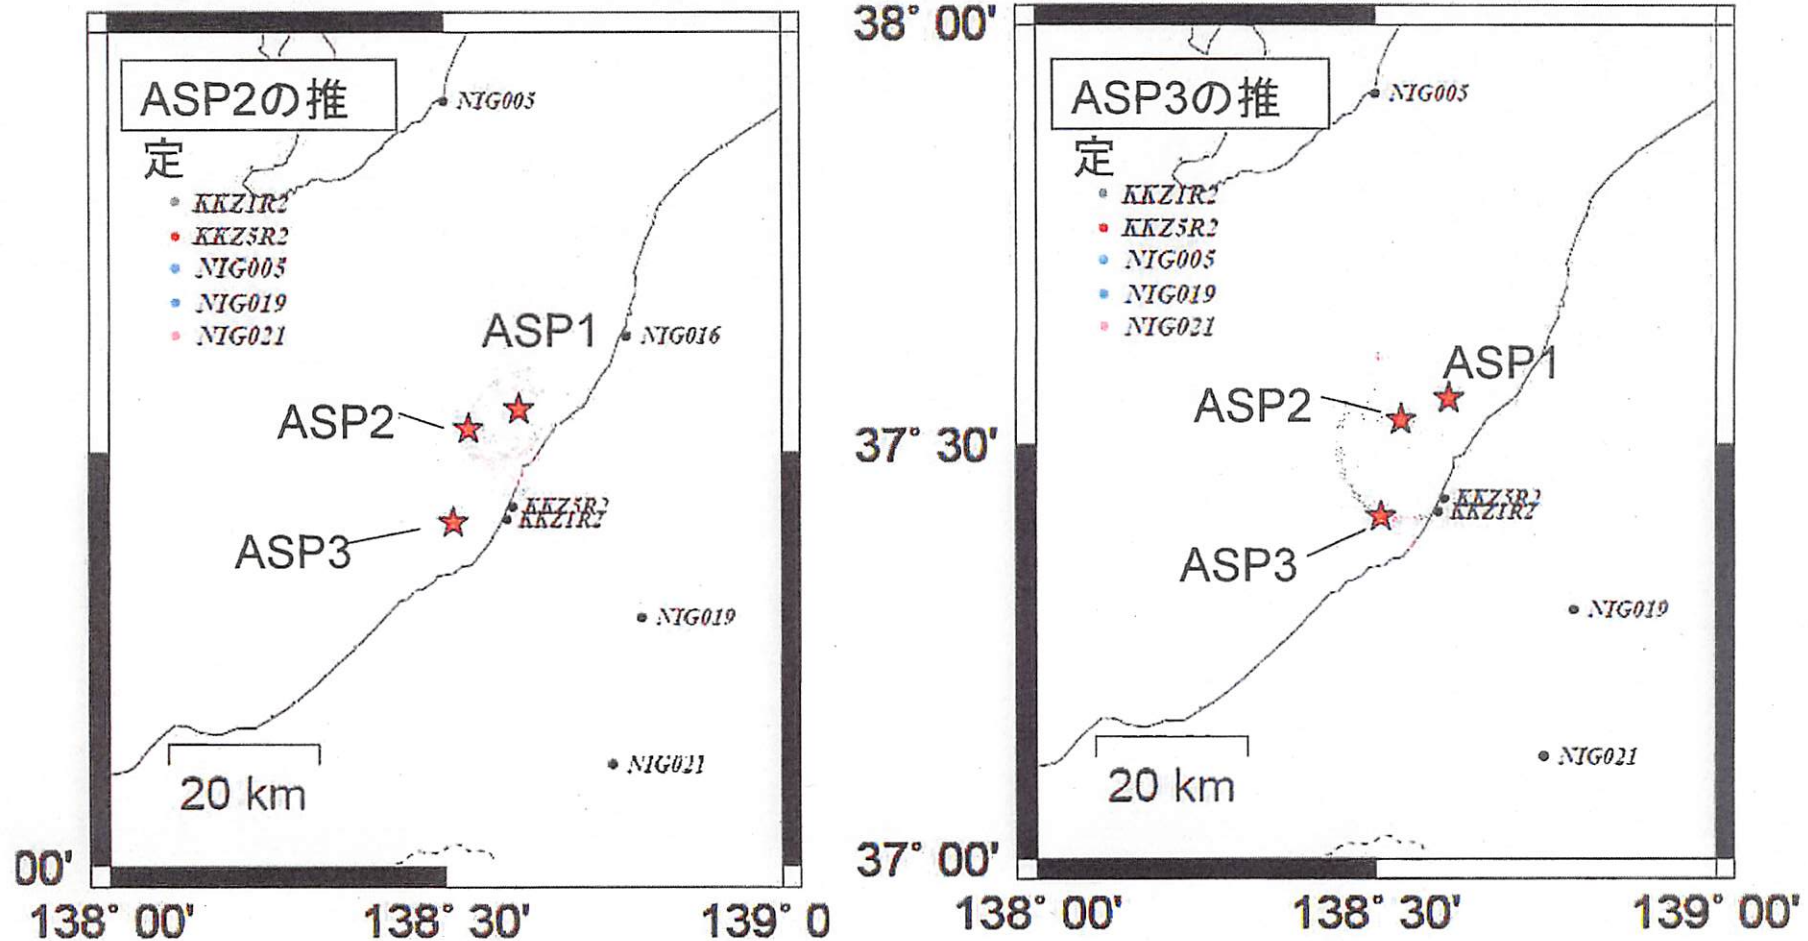 ASP2の推
定
NIG005
KKZ1R2
KKZ5R2
NIG005
NIG019
NIG021
ASP1
NIG016
ASP2
KKZ5R2
KKZ1R2
ASP3
NIG019
NIG021
20 km
00'
138° 00'
138° 30'
139° 0
38° 00'
37° 30'
37° 00'
ASP3の推
定
NIG005
KKZ1R2
KKZ5R2
NIG005
NIG019
NIG021
ASP1
ASP2
KKZ5R2
KKZ1R2
ASP3
NIG019
NIG021
20 km
138° 00'
138° 30'
139° 00'